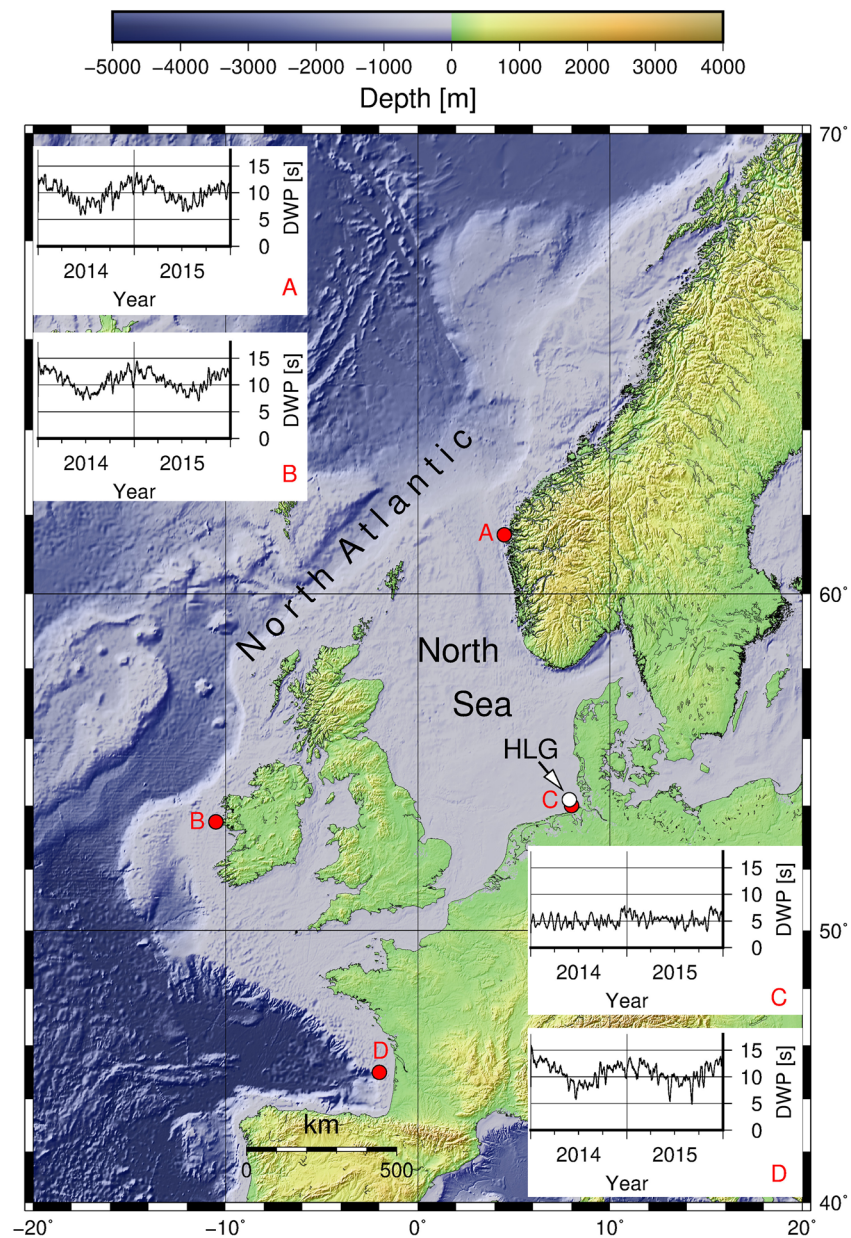 −5000 −4000 −3000 −2000 −1000 0 1000 2000 3000 4000
Depth [m]
70˚
15
10
5
0
DWP [s]
2014 2015
Year
A
15
10
5
0
DWP [s]
2014 2015
Year
B
North Atlantic
A
60˚
North
Sea
HLG
C
B
15
10
5
0
DWP [s]
2014 2015
Year
C
50˚
D
15
10
5
0
DWP [s]
2014 2015
Year
D
km
0 500
40˚
−20˚ −10˚ 0˚ 10˚ 20˚